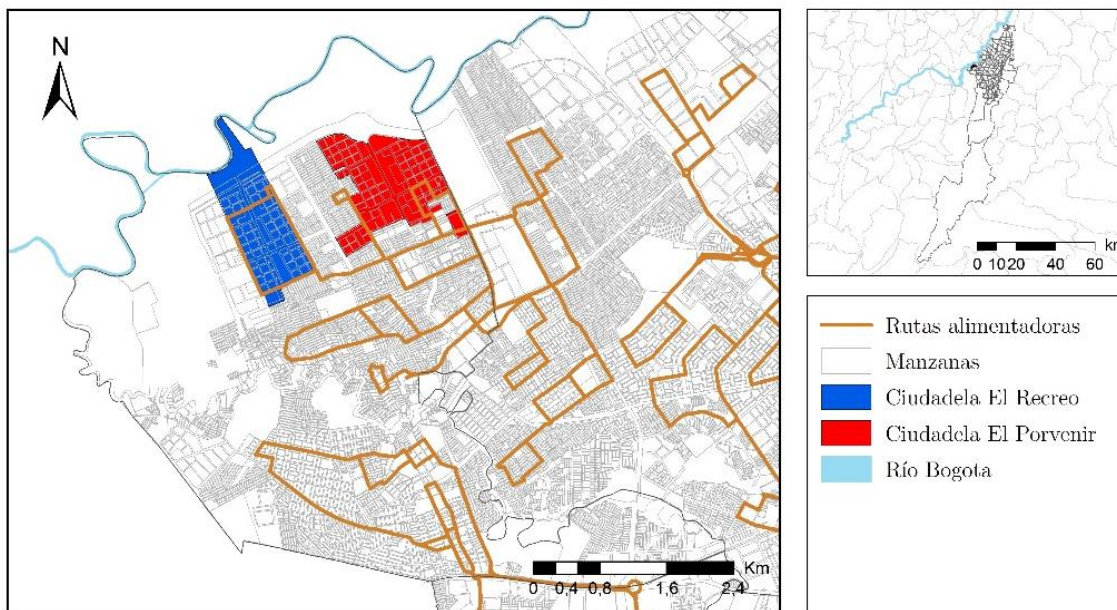 N
Km
0 0,4 0,8 1,6 2,4
km
0 10 20 40 60
Rutas alimentadoras
Manzanas
Ciudadela El Recreo
Ciudadela El Porvenir
Río Bogota